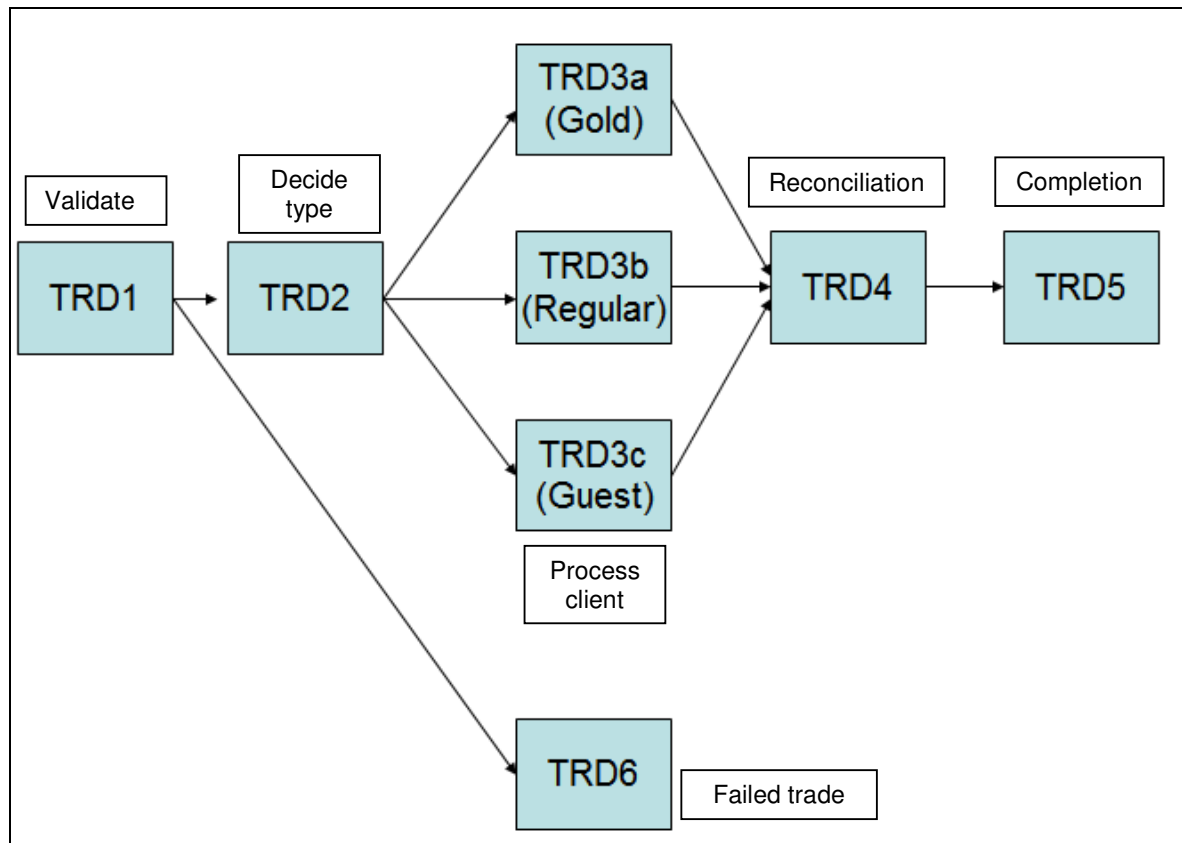 TRD3a
(Gold)
Validate
Decide
type
Reconciliation
Completion
TRD1
TRD2
TRD3b
(Regular)
TRD4
TRD5
TRD3c
(Guest)
Process
client
TRD6
Failed trade